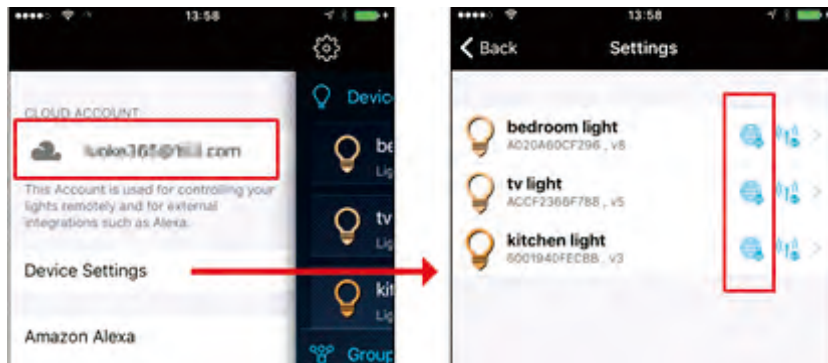 13:58
CLOUD ACCOUNT
.com
This Account is used for controlling your
lights remotely and for external
integrations such as Alexa.
Device Settings
Amazon Alexa
Devic
be
Lig
tv
Lig
kit
Lig
Group
13:58
Back
Settings
bedroom light
A020A60CF296 , v8
tv light
ACCF2366F788 , v5
kitchen light
6001940FECBB , v3